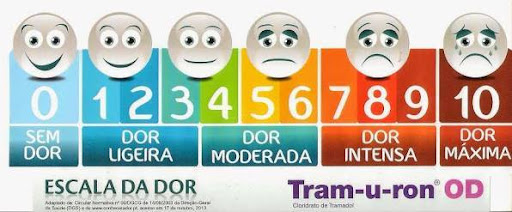 0 1 2 3 4 5 6 7 8 9 10
SEM DOR
DOR LIGEIRA
DOR MODERADA
DOR INTENSA
DOR MÁXIMA
ESCALA DA DOR
Tram-u-ron® OD
Cloridrato de Tramadol